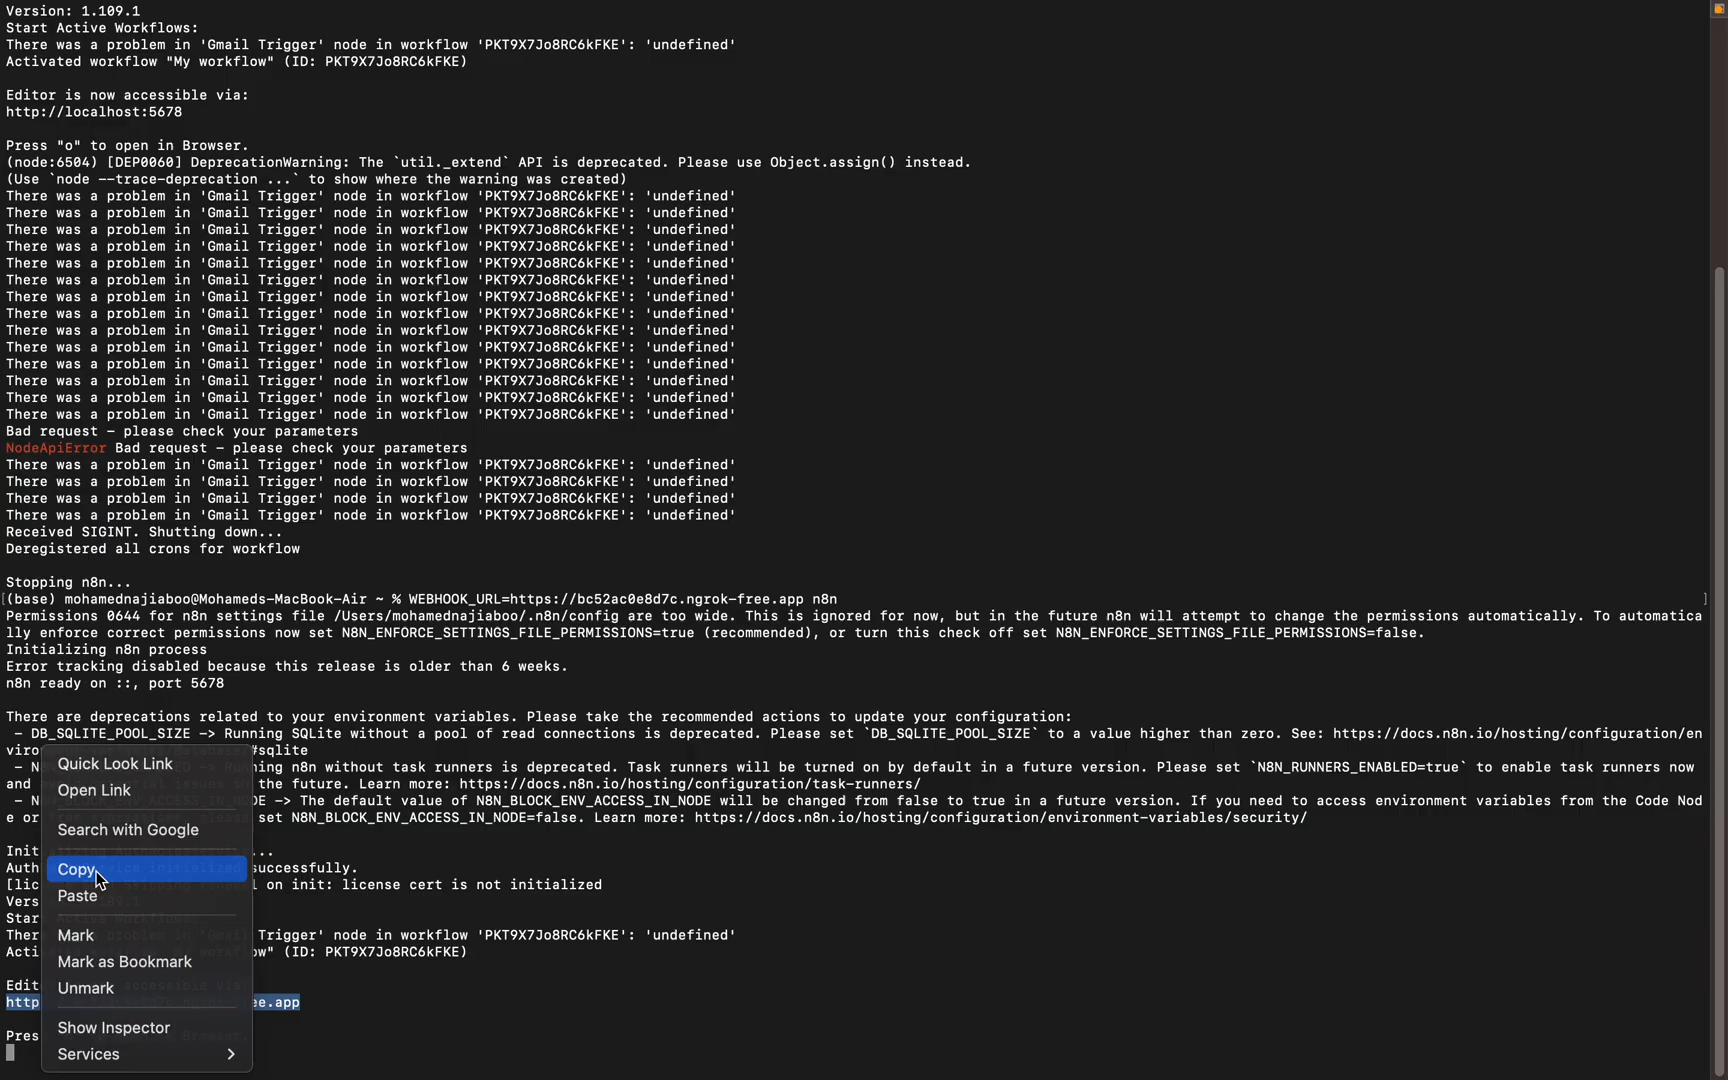 Version: 1.109.1
Start Active Workflows:
There was a problem in 'Gmail Trigger' node in workflow 'PKT9X7Jo8RC6kFKE': 'undefined'
Activated workflow "My workflow" (ID: PKT9X7Jo8RC6kFKE)
Editor is now accessible via:
http://localhost:5678
Press "o" to open in Browser.
(node:6504) [DEP0060] DeprecationWarning: The `util._extend` API is deprecated. Please use Object.assign() instead.
(Use `node --trace-deprecation ...` to show where the warning was created)
There was a problem in 'Gmail Trigger' node in workflow 'PKT9X7Jo8RC6kFKE': 'undefined'
There was a problem in 'Gmail Trigger' node in workflow 'PKT9X7Jo8RC6kFKE': 'undefined'
There was a problem in 'Gmail Trigger' node in workflow 'PKT9X7Jo8RC6kFKE': 'undefined'
There was a problem in 'Gmail Trigger' node in workflow 'PKT9X7Jo8RC6kFKE': 'undefined'
There was a problem in 'Gmail Trigger' node in workflow 'PKT9X7Jo8RC6kFKE': 'undefined'
There was a problem in 'Gmail Trigger' node in workflow 'PKT9X7Jo8RC6kFKE': 'undefined'
There was a problem in 'Gmail Trigger' node in workflow 'PKT9X7Jo8RC6kFKE': 'undefined'
There was a problem in 'Gmail Trigger' node in workflow 'PKT9X7Jo8RC6kFKE': 'undefined'
There was a problem in 'Gmail Trigger' node in workflow 'PKT9X7Jo8RC6kFKE': 'undefined'
There was a problem in 'Gmail Trigger' node in workflow 'PKT9X7Jo8RC6kFKE': 'undefined'
There was a problem in 'Gmail Trigger' node in workflow 'PKT9X7Jo8RC6kFKE': 'undefined'
There was a problem in 'Gmail Trigger' node in workflow 'PKT9X7Jo8RC6kFKE': 'undefined'
There was a problem in 'Gmail Trigger' node in workflow 'PKT9X7Jo8RC6kFKE': 'undefined'
There was a problem in 'Gmail Trigger' node in workflow 'PKT9X7Jo8RC6kFKE': 'undefined'
Bad request – please check your parameters
NodeApiError Bad request – please check your parameters
There was a problem in 'Gmail Trigger' node in workflow 'PKT9X7Jo8RC6kFKE': 'undefined'
There was a problem in 'Gmail Trigger' node in workflow 'PKT9X7Jo8RC6kFKE': 'undefined'
There was a problem in 'Gmail Trigger' node in workflow 'PKT9X7Jo8RC6kFKE': 'undefined'
There was a problem in 'Gmail Trigger' node in workflow 'PKT9X7Jo8RC6kFKE': 'undefined'
Received SIGINT. Shutting down...
Deregistered all crons for workflow
Stopping n8n...
[(base) mohamednajiaboo@Mohameds-MacBook-Air ~ % WEBHOOK_URL=https://bc52ac0e8d7c.ngrok-free.app n8n ]
Permissions 0644 for n8n settings file /Users/mohamednajiaboo/.n8n/config are too wide. This is ignored for now, but in the future n8n will attempt to change the permissions automatically. To automatica
lly enforce correct permissions now set N8N_ENFORCE_SETTINGS_FILE_PERMISSIONS=true (recommended), or turn this check off set N8N_ENFORCE_SETTINGS_FILE_PERMISSIONS=false.
Initializing n8n process
Error tracking disabled because this release is older than 6 weeks.
n8n ready on ::, port 5678
There are deprecations related to your environment variables. Please take the recommended actions to update your configuration:
- DB_SQLITE_POOL_SIZE -> Running SQLite without a pool of read connections is deprecated. Please set `DB_SQLITE_POOL_SIZE` to a value higher than zero. See: https://docs.n8n.io/hosting/configuration/en
viro #sqlite
- N ning n8n without task runners is deprecated. Task runners will be turned on by default in a future version. Please set `N8N_RUNNERS_ENABLED=true` to enable task runners now
and the future. Learn more: https://docs.n8n.io/hosting/configuration/task-runners/
- N DE -> The default value of N8N_BLOCK_ENV_ACCESS_IN_NODE will be changed from false to true in a future version. If you need to access environment variables from the Code Nod
e or set N8N_BLOCK_ENV_ACCESS_IN_NODE=false. Learn more: https://docs.n8n.io/hosting/configuration/environment-variables/security/
Init ...
Auth successfully.
[lic l on init: license cert is not initialized
Vers
Star
Ther Trigger' node in workflow 'PKT9X7Jo8RC6kFKE': 'undefined'
Acti ow" (ID: PKT9X7Jo8RC6kFKE)
Edit
http ee.app
Pres
Quick Look Link
Open Link
Search with Google
Copy
Paste
Mark
Mark as Bookmark
Unmark
Show Inspector
Services